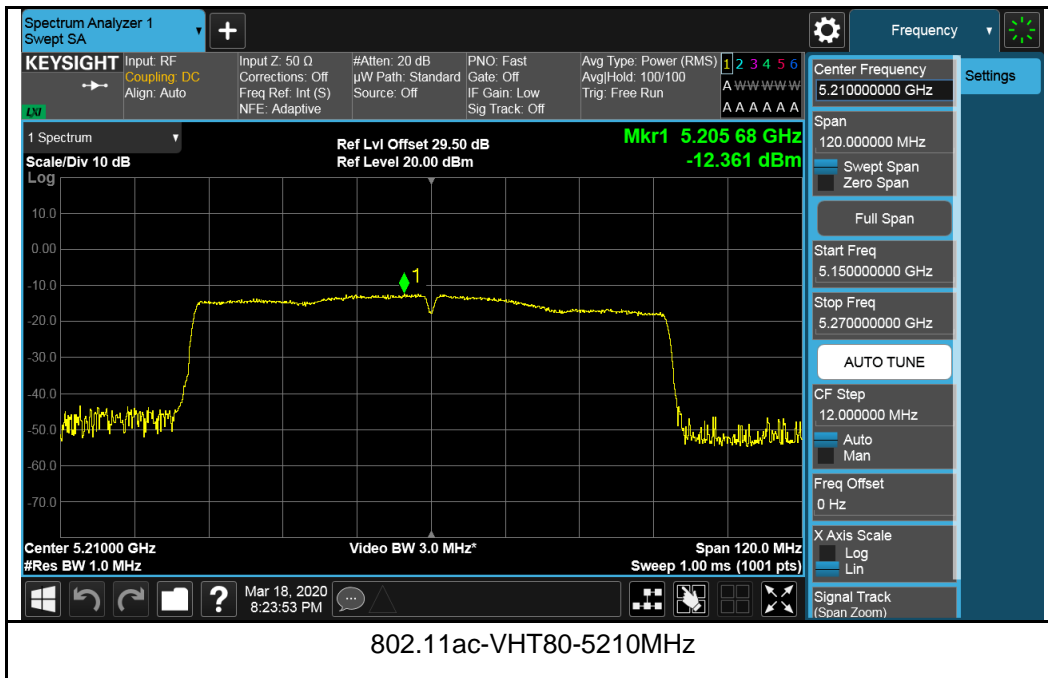 Spectrum Analyzer 1
Swept SA
+
Frequency
KEYSIGHT
Input: RF
Coupling: DC
Align: Auto
LXI
Input Z: 50 Ω
Corrections: Off
Freq Ref: Int (S)
NFE: Adaptive
#Atten: 20 dB
µW Path: Standard
Source: Off
PNO: Fast
Gate: Off
IF Gain: Low
Sig Track: Off
Avg Type: Power (RMS)
Avg|Hold: 100/100
Trig: Free Run
1 2 3 4 5 6
A W W W W W
A A A A A A
1 Spectrum
Scale/Div 10 dB
Ref Lvl Offset 29.50 dB
Ref Level 20.00 dBm
Mkr1 5.205 68 GHz
-12.361 dBm
Log
10.0
0.00
-10.0
-20.0
-30.0
-40.0
-50.0
-60.0
-70.0
1
Center 5.21000 GHz
#Res BW 1.0 MHz
Video BW 3.0 MHz*
Span 120.0 MHz
Sweep 1.00 ms (1001 pts)
Center Frequency
5.210000000 GHz
Settings
Span
120.000000 MHz
Swept Span
Zero Span
Full Span
Start Freq
5.150000000 GHz
Stop Freq
5.270000000 GHz
AUTO TUNE
CF Step
12.000000 MHz
Auto
Man
Freq Offset
0 Hz
X Axis Scale
Log
Lin
Signal Track
(Span Zoom)
?
Mar 18, 2020
8:23:53 PM
802.11ac-VHT80-5210MHz